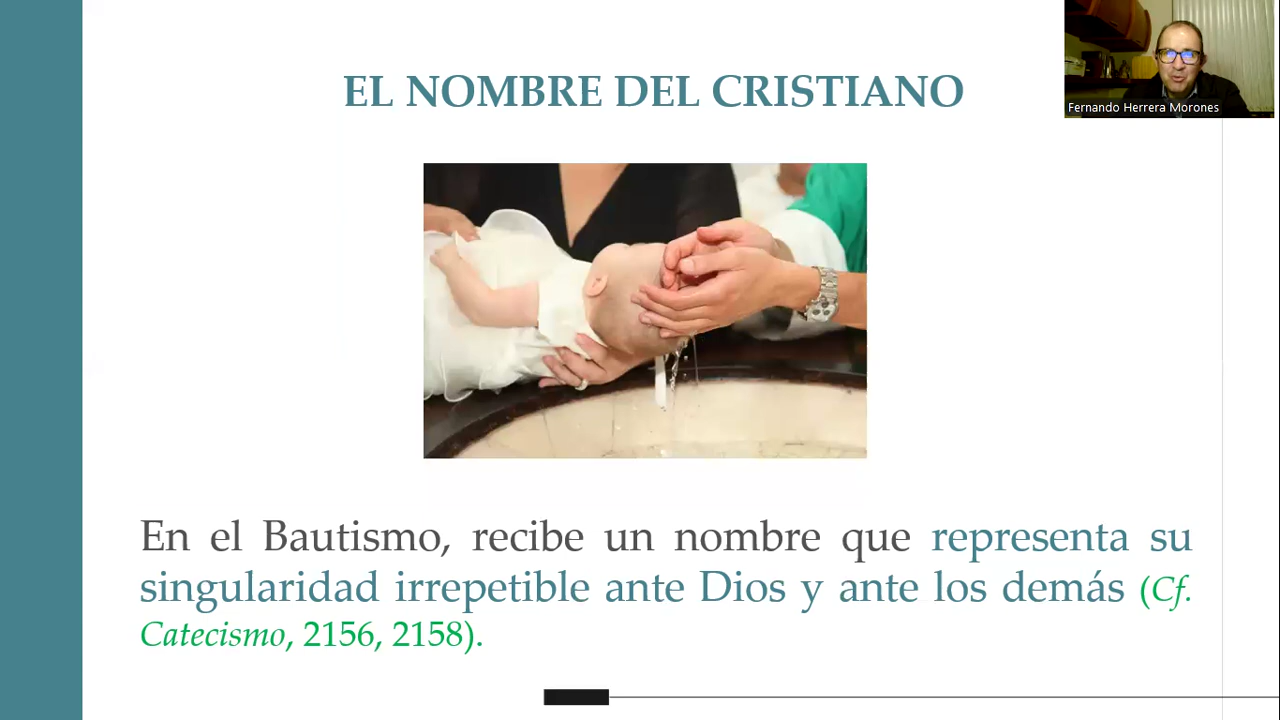 EL NOMBRE DEL CRISTIANO
Fernando Herrera Morones
En el Bautismo, recibe un nombre que representa su
singularidad irrepetible ante Dios y ante los demás (Cf.
Catecismo, 2156, 2158).